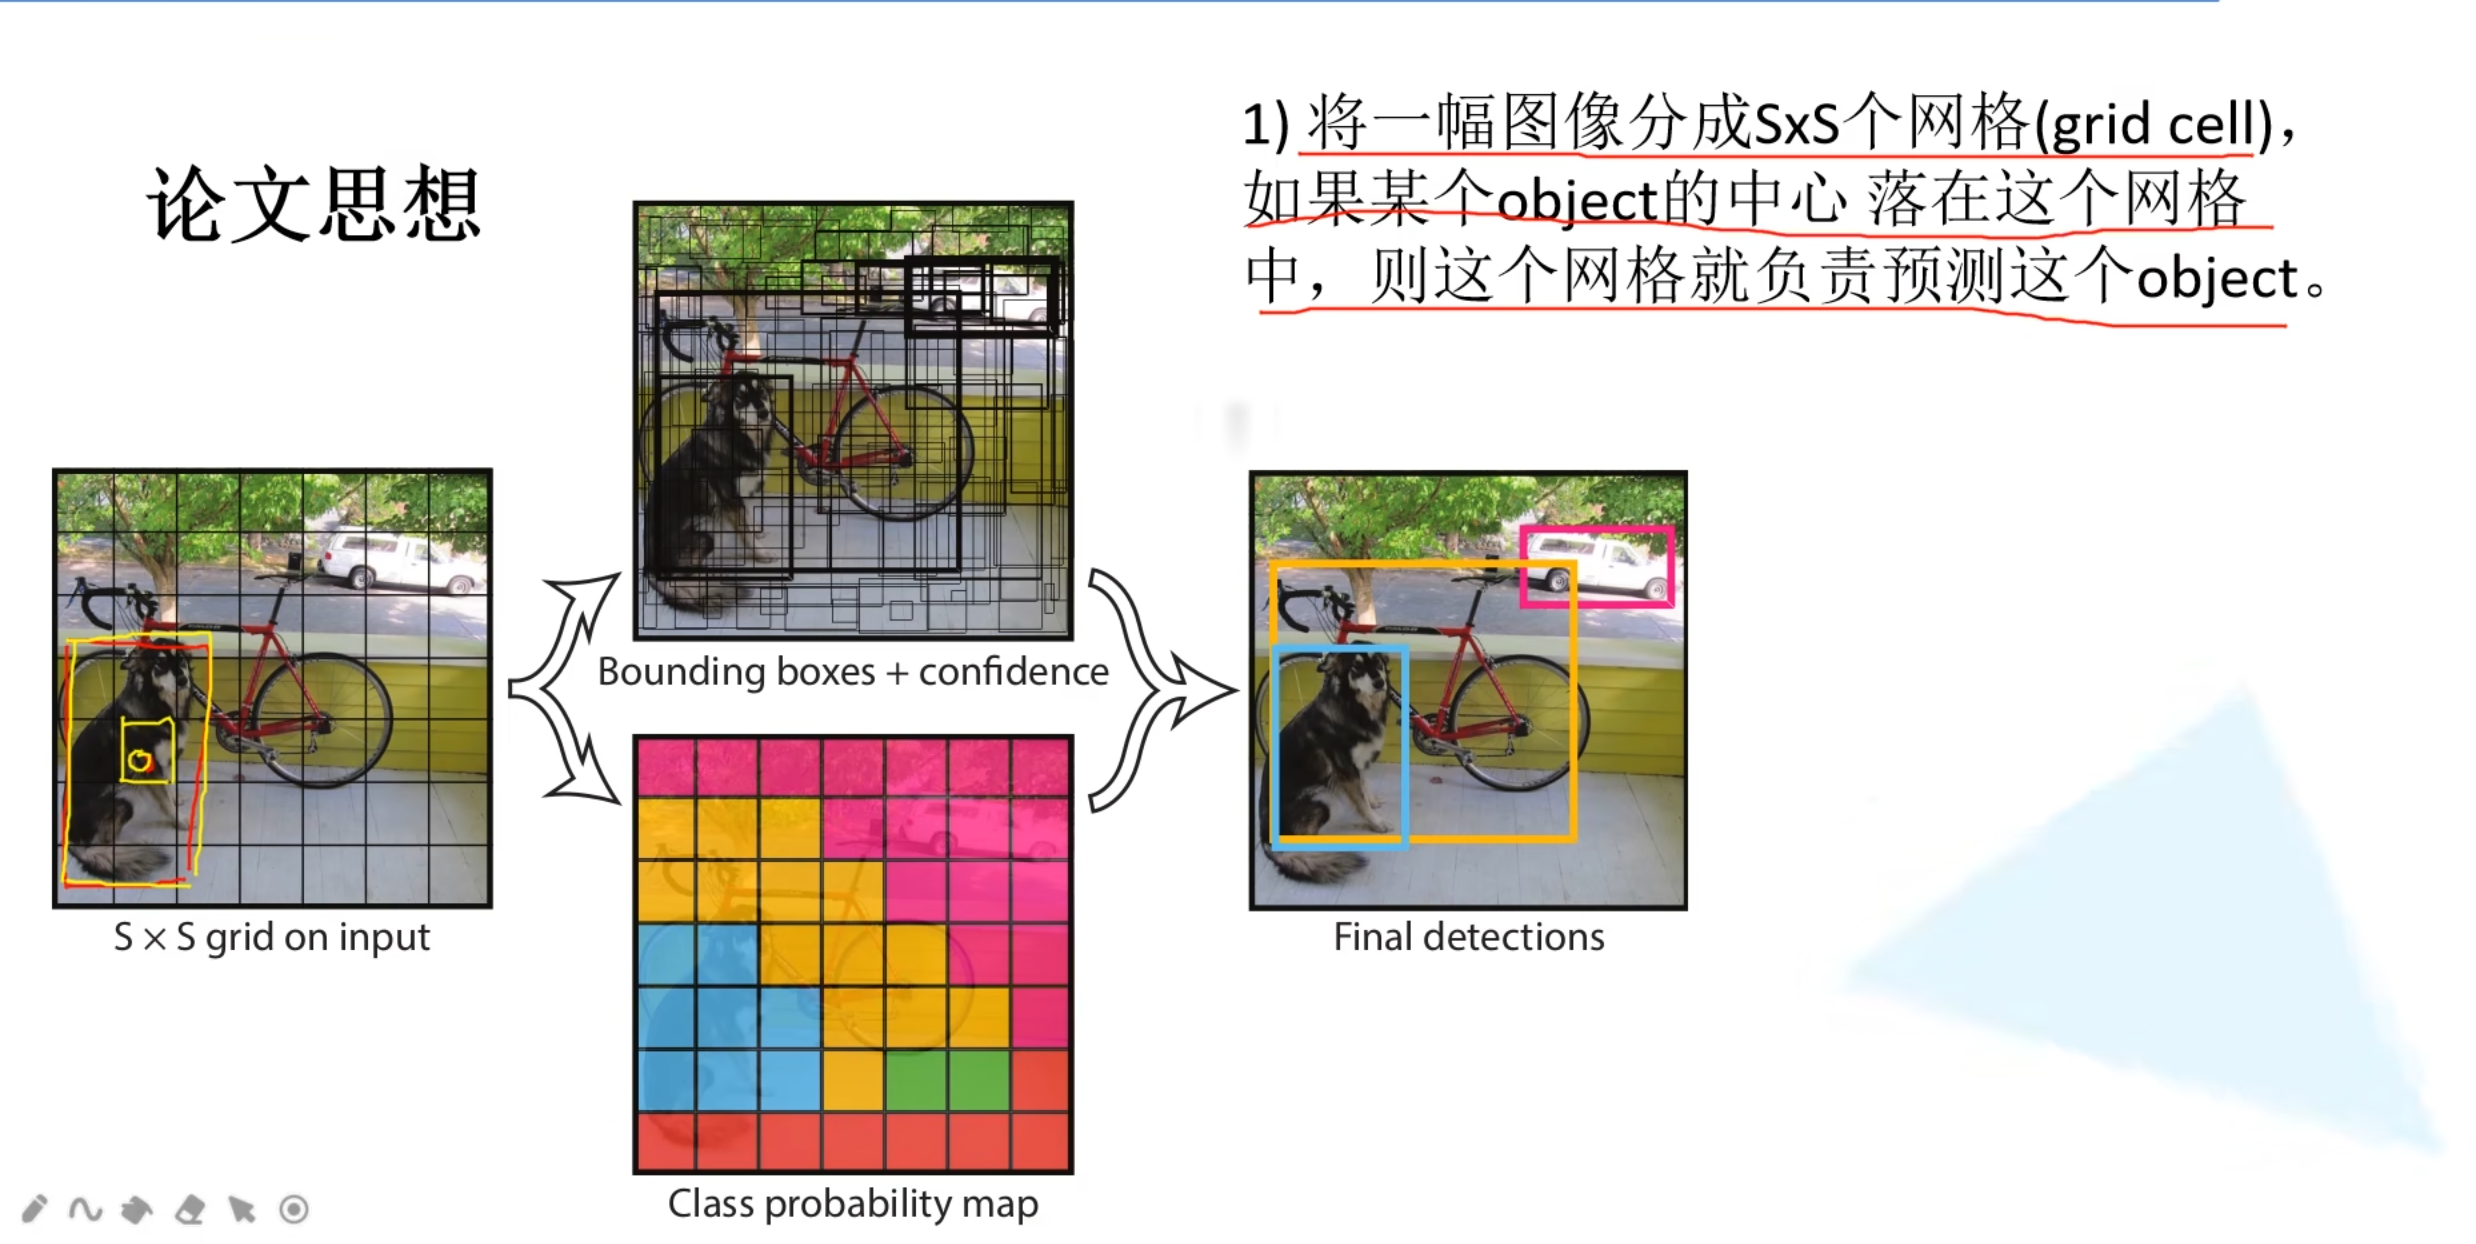 论文思想
1) 将一幅图像分成SxS个网格(grid cell),
如果某个object的中心 落在这个网格
中，则这个网格就负责预测这个object。
S × S grid on input
Bounding boxes + confidence
Class probability map
Final detections